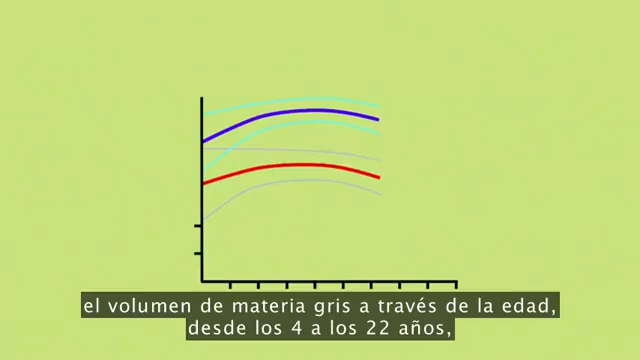 el volumen de materia gris a través de la edad,
desde los 4 a los 22 años,